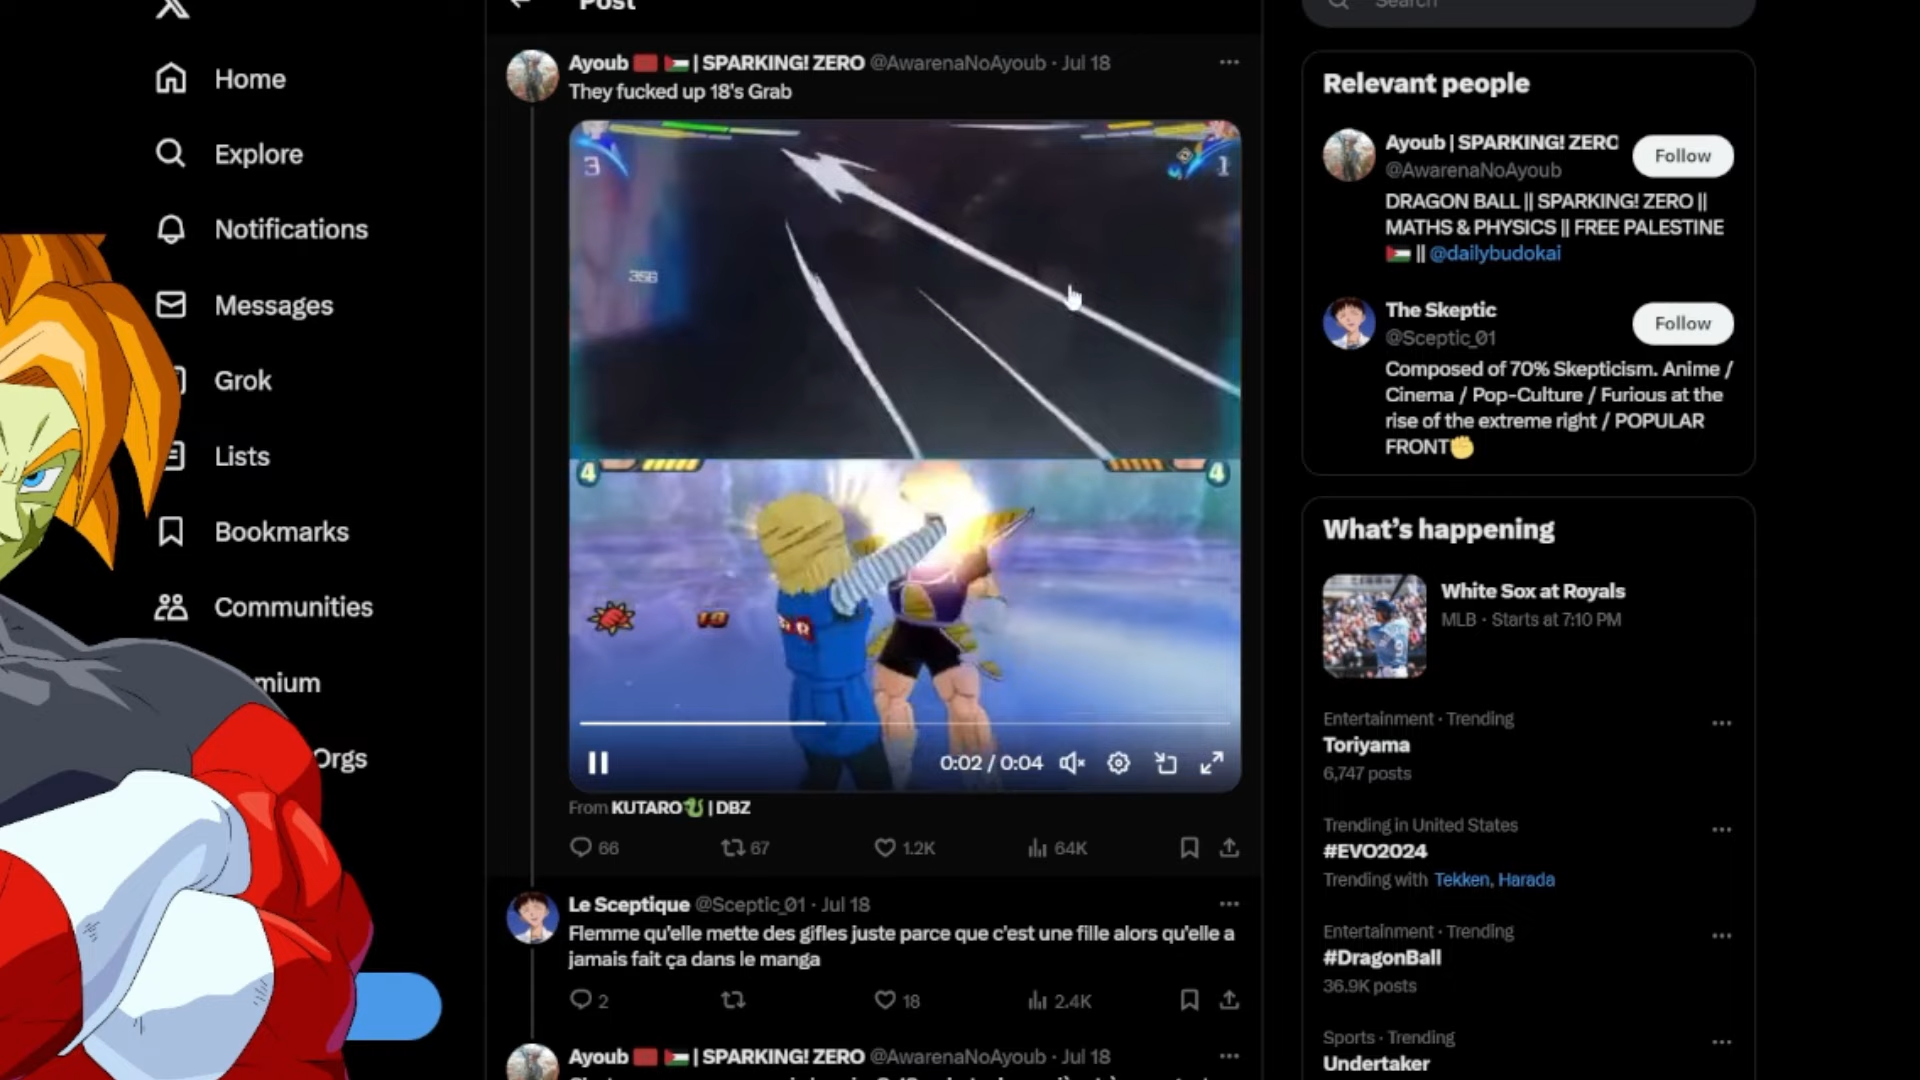 Post
Search
Home
Explore
Notifications
Messages
Grok
Lists
Bookmarks
Communities
mium
Orgs
Ayoub | SPARKING! ZERO @AwarenaNoAyoub · Jul 18
They fucked up 18's Grab
3
1
356
4
4
18
0:02 / 0:04
From KUTARO | DBZ
66
67
1.2K
64K
Le Sceptique @Sceptic_01 · Jul 18
Flemme qu'elle mette des gifles juste parce que c'est une fille alors qu'elle a
jamais fait ça dans le manga
2
18
2.4K
Ayoub | SPARKING! ZERO @AwarenaNoAyoub · Jul 18
Relevant people
Ayoub | SPARKING! ZERO
@AwarenaNoAyoub
Follow
DRAGON BALL || SPARKING! ZERO ||
MATHS & PHYSICS || FREE PALESTINE
|| @dailybudokai
The Skeptic
@Sceptic_01
Follow
Composed of 70% Skepticism. Anime /
Cinema / Pop-Culture / Furious at the
rise of the extreme right / POPULAR
FRONT✊
What's happening
White Sox at Royals
MLB · Starts at 7:10 PM
Entertainment · Trending
Toriyama
6,747 posts
Trending in United States
#EVO2024
Trending with Tekken, Harada
Entertainment · Trending
#DragonBall
36.9K posts
Sports · Trending
Undertaker